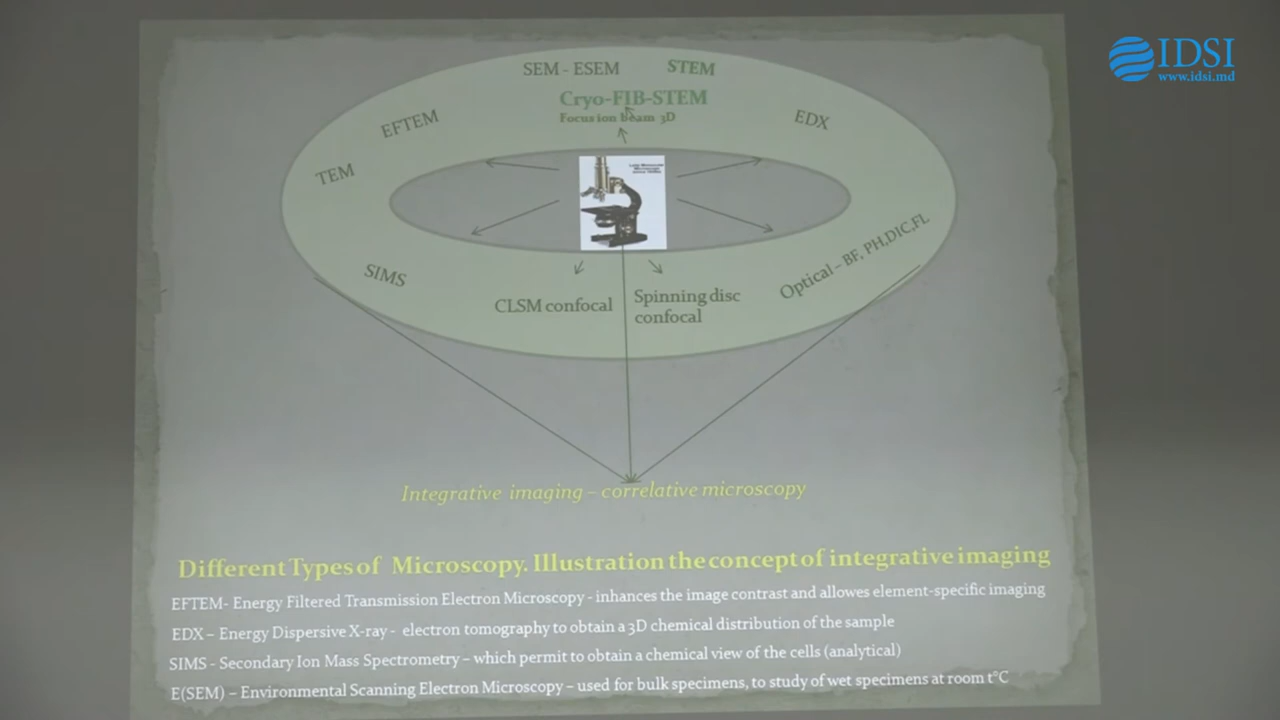 IDSI
www.idsi.md
SEM - ESEM
STEM
Cryo-FIB-STEM
Focus ion beam 3D
EFTEM
EDX
TEM
SIMS
CLSM confocal
Spinning disc
confocal
Optical – BF, PH,DIC,FL
Integrative imaging – correlative microscopy
Different Types of Microscopy. Illustration the concept of integrative imaging
EFTEM- Energy Filtered Transmission Electron Microscopy - inhances the image contrast and allowes element-specific imaging
EDX – Energy Dispersive X-ray - electron tomography to obtain a 3D chemical distribution of the sample
SIMS - Secondary Ion Mass Spectrometry – which permit to obtain a chemical view of the cells (analytical)
E(SEM) – Environmental Scanning Electron Microscopy – used for bulk specimens, to study of wet specimens at room t°C